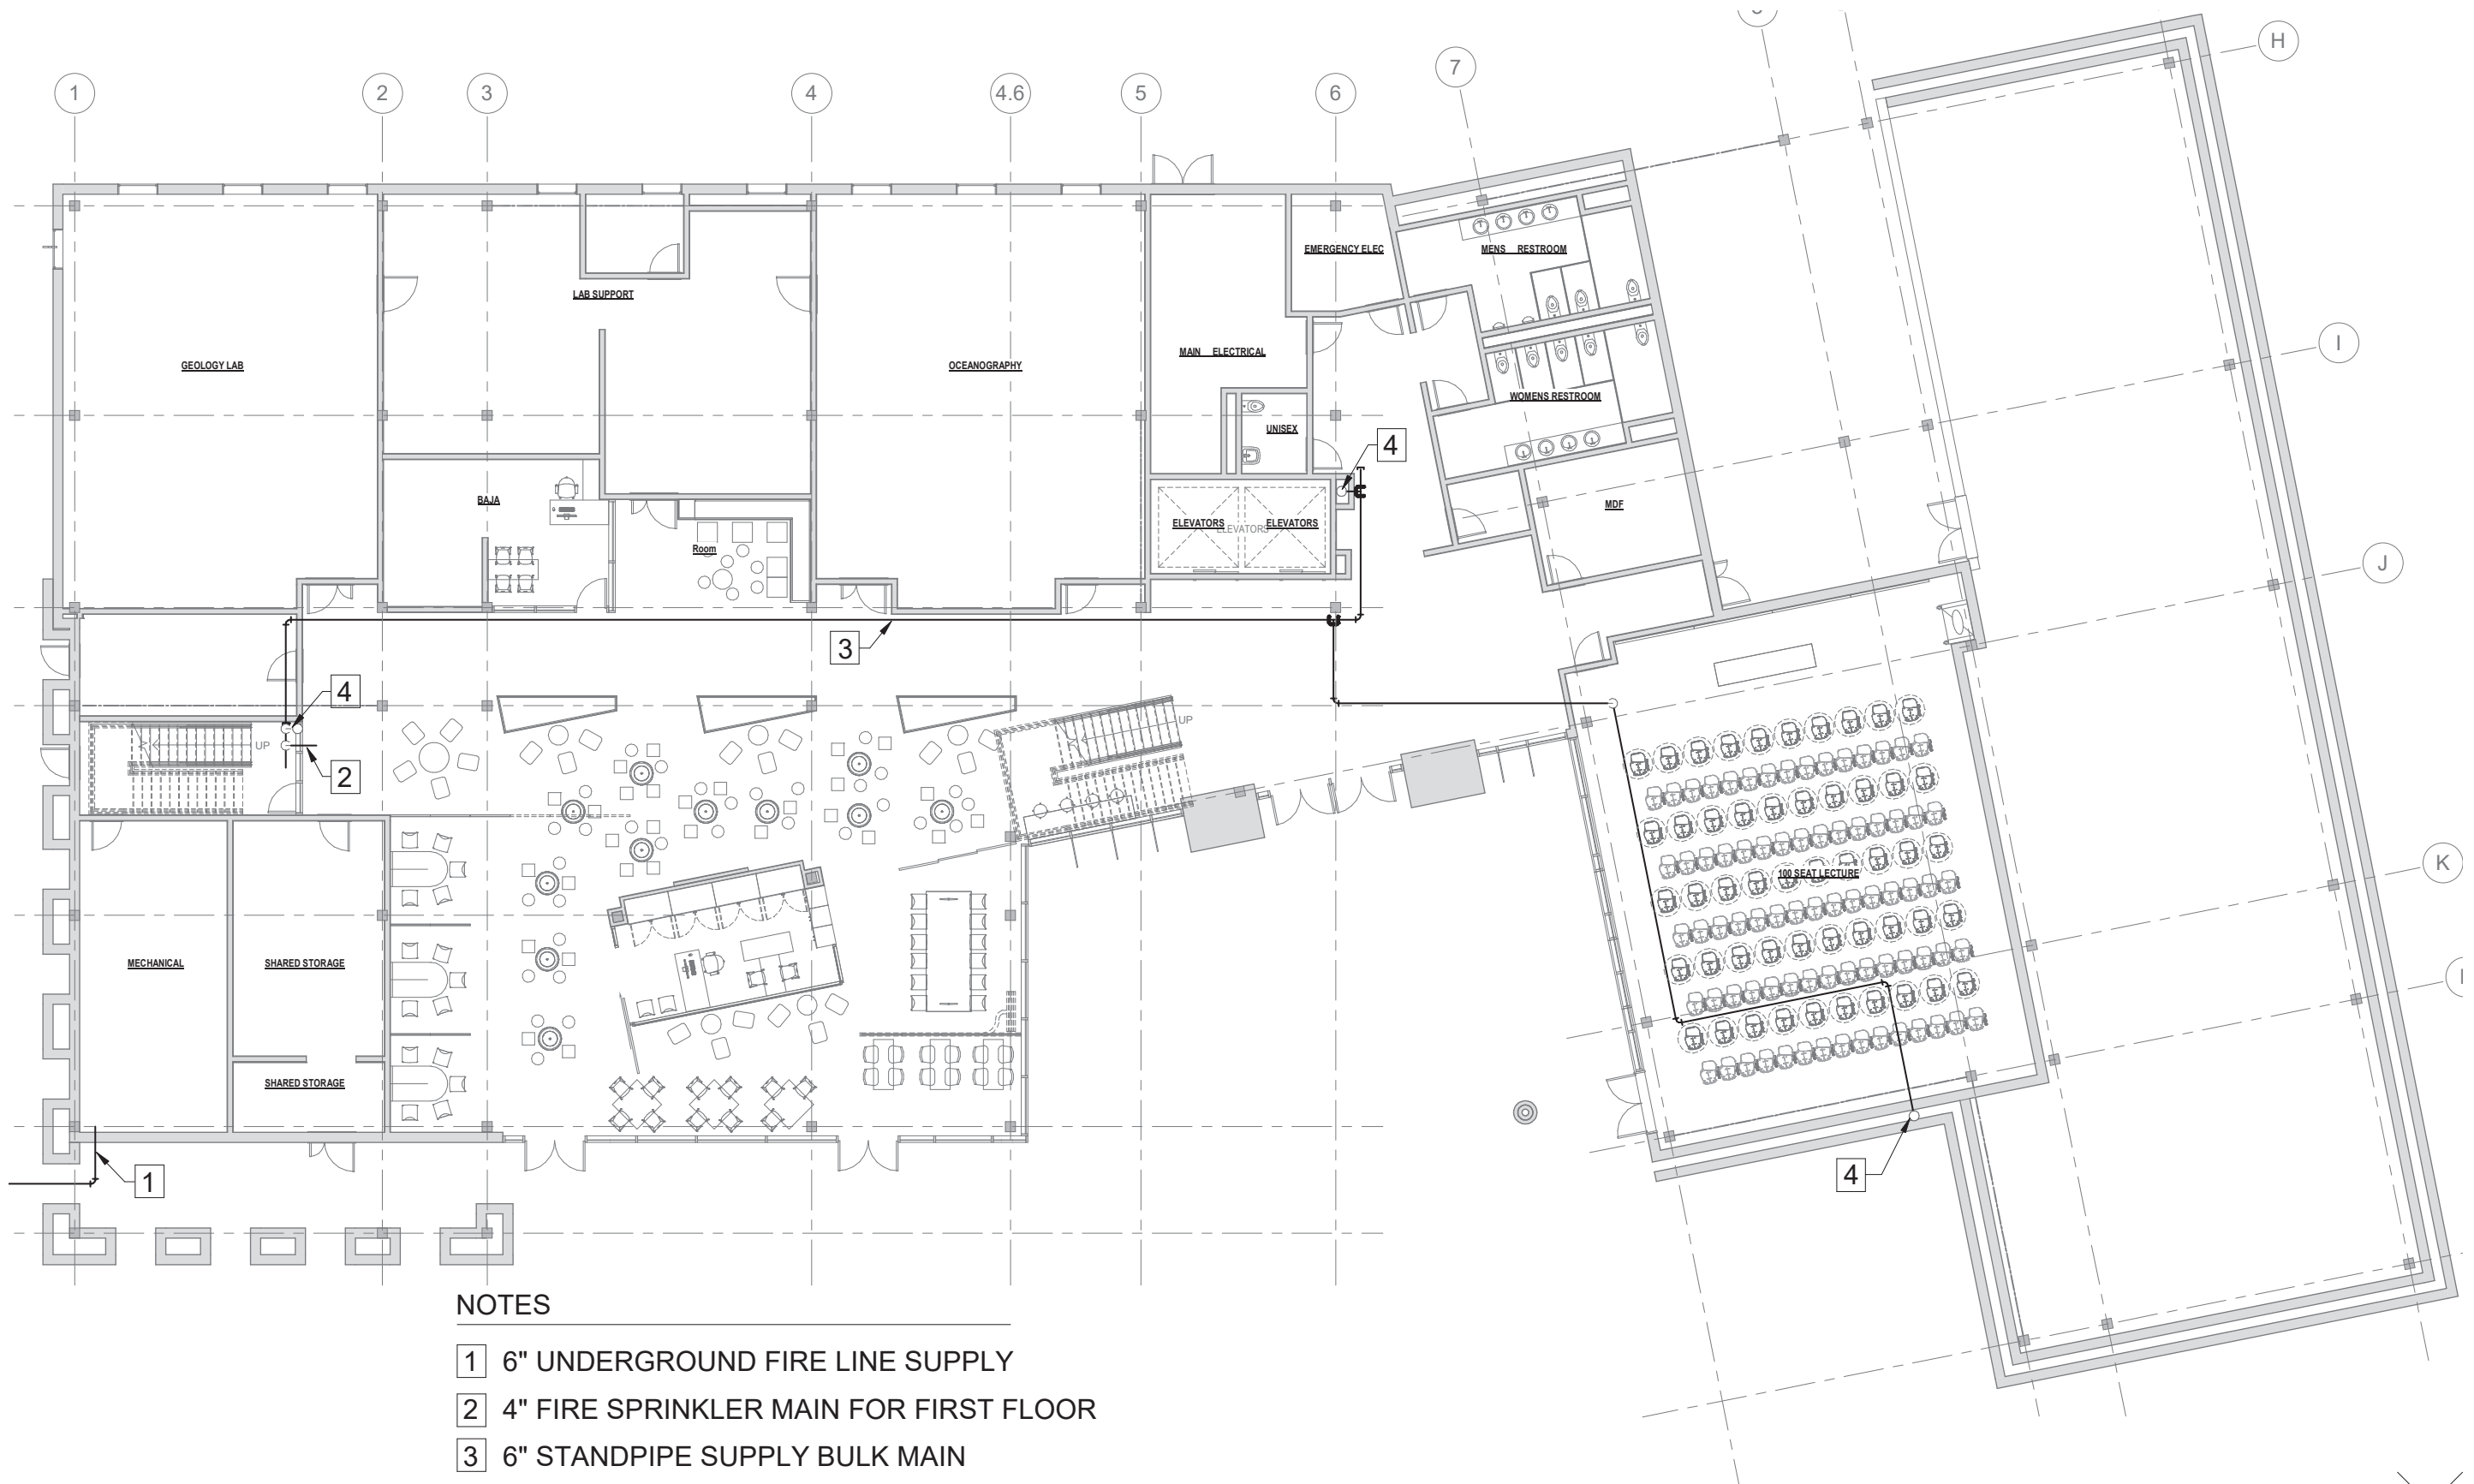 1
2
3
4
4.6
5
6
7
H
I
J
K
GEOLOGY LAB
LAB SUPPORT
OCEANOGRAPHY
MAIN ELECTRICAL
EMERGENCY ELEC
MENS RESTROOM
WOMENS RESTROOM
UNISEX
4
BAJA
Room
ELEVATORS
ELEVATORS
ELEVATORS
MDF
3
4
UP
2
UP
100 SEAT LECTURE
MECHANICAL
SHARED STORAGE
SHARED STORAGE
1
4
NOTES
1 6" UNDERGROUND FIRE LINE SUPPLY
2 4" FIRE SPRINKLER MAIN FOR FIRST FLOOR
3 6" STANDPIPE SUPPLY BULK MAIN